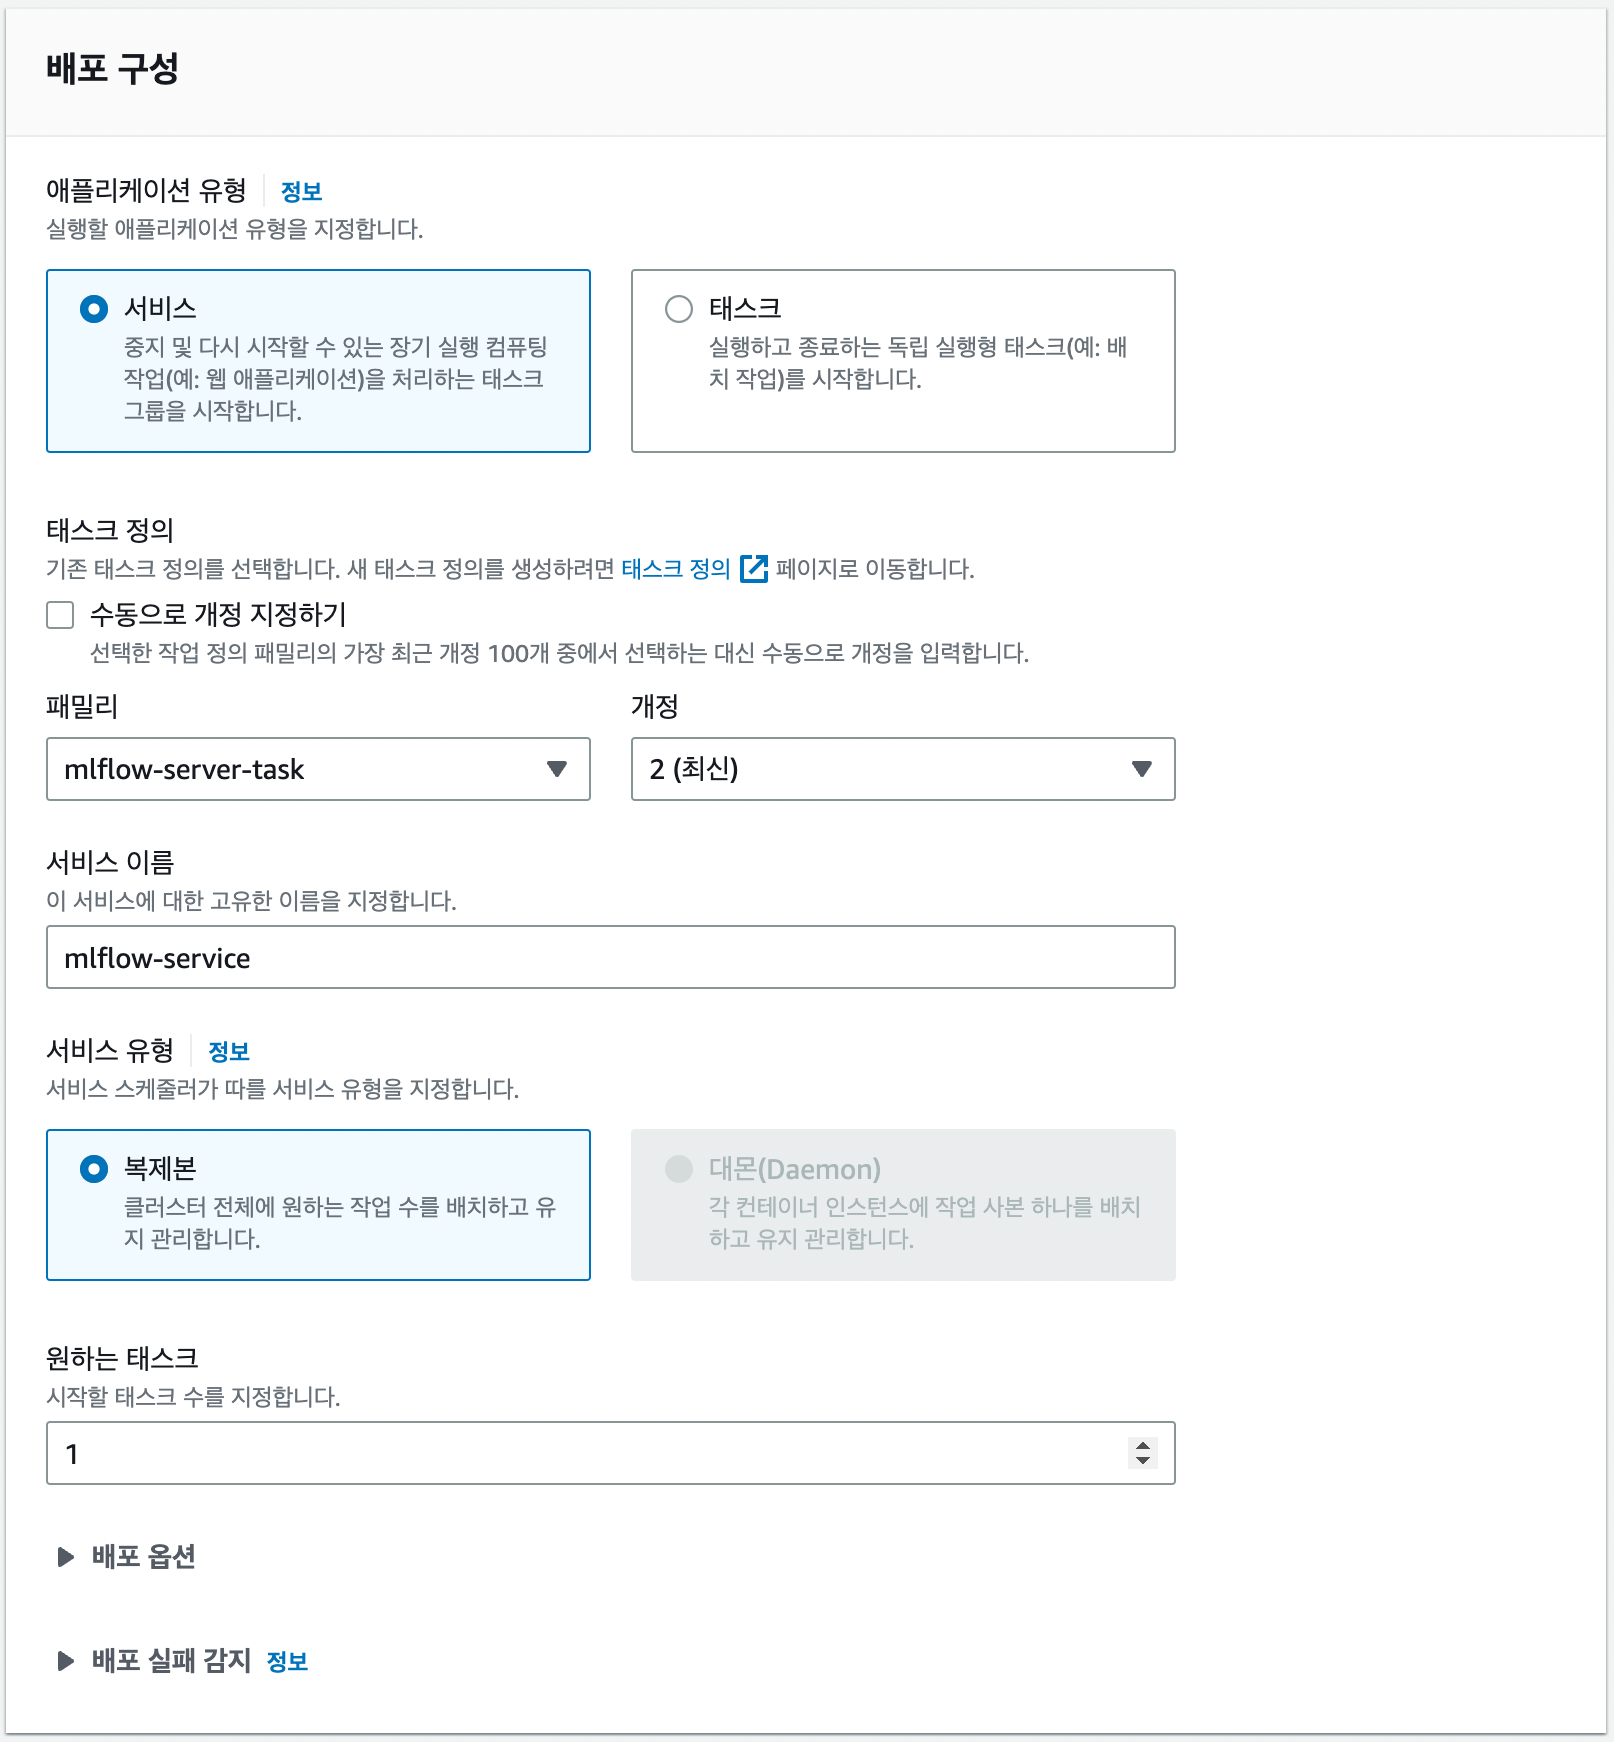 배포 구성
애플리케이션 유형 정보
실행할 애플리케이션 유형을 지정합니다.
서비스
중지 및 다시 시작할 수 있는 장기 실행 컴퓨팅
작업(예: 웹 애플리케이션)을 처리하는 태스크
그룹을 시작합니다.
태스크
실행하고 종료하는 독립 실행형 태스크(예: 배
치 작업)를 시작합니다.
태스크 정의
기존 태스크 정의를 선택합니다. 새 태스크 정의를 생성하려면 태스크 정의 페이지로 이동합니다.
수동으로 개정 지정하기
선택한 작업 정의 패밀리의 가장 최근 개정 100개 중에서 선택하는 대신 수동으로 개정을 입력합니다.
패밀리
mlflow-server-task
개정
2 (최신)
서비스 이름
이 서비스에 대한 고유한 이름을 지정합니다.
mlflow-service
서비스 유형 정보
서비스 스케줄러가 따를 서비스 유형을 지정합니다.
복제본
클러스터 전체에 원하는 작업 수를 배치하고 유
지 관리합니다.
대몬(Daemon)
각 컨테이너 인스턴스에 작업 사본 하나를 배치
하고 유지 관리합니다.
원하는 태스크
시작할 태스크 수를 지정합니다.
1
배포 옵션
배포 실패 감지 정보